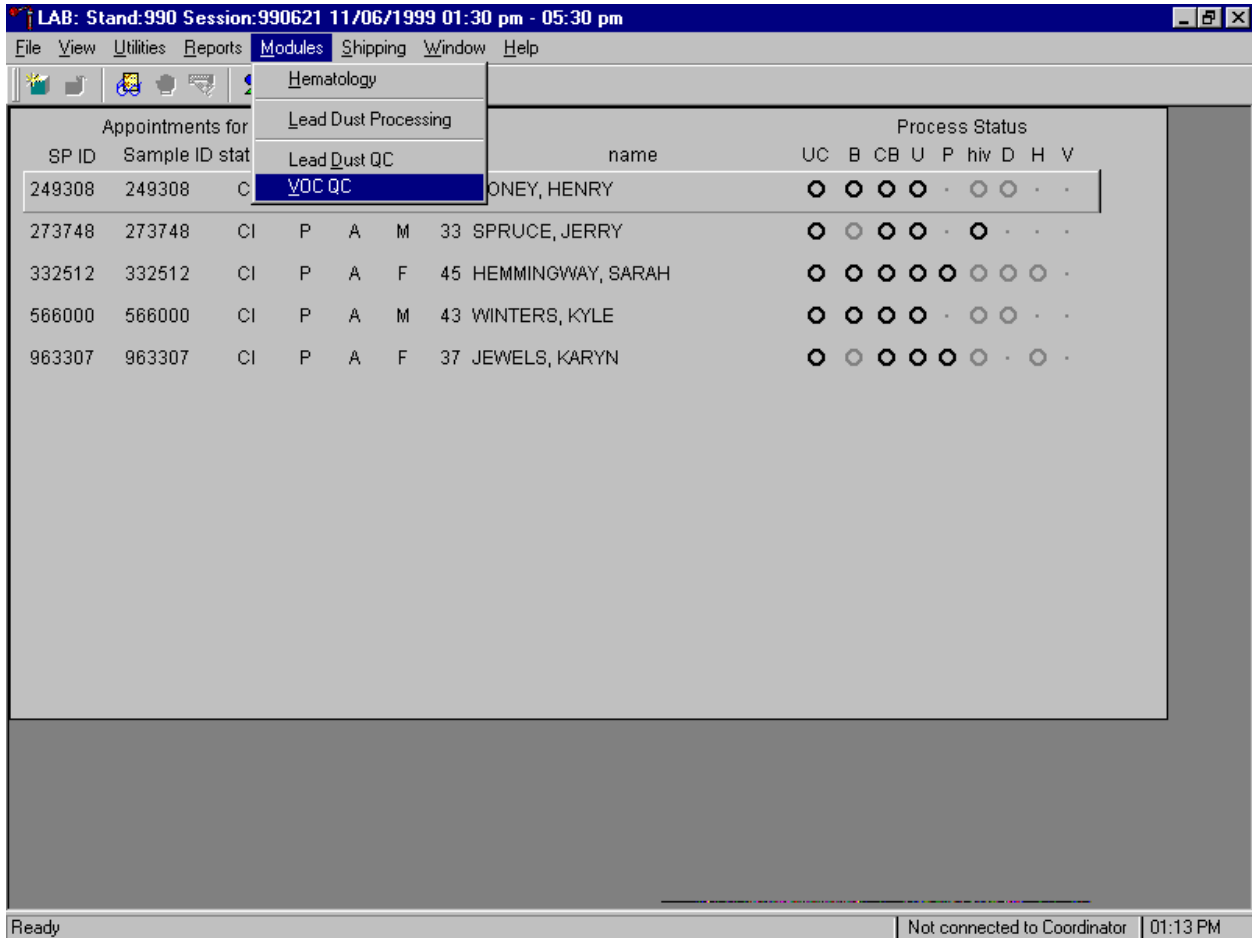 LAB: Stand:990 Session:990621 11/06/1999 01:30 pm - 05:30 pm
File View Utilities Reports Modules Shipping Window Help
Hematology
Lead Dust Processing
Lead Dust QC
VOC QC
Appointments for
Process Status
SP ID Sample ID stat name UC B CB U P hiv D H V
249308 249308 C ONEY, HENRY
273748 273748 CI P A M 33 SPRUCE, JERRY
332512 332512 CI P A F 45 HEMMINGWAY, SARAH
566000 566000 CI P A M 43 WINTERS, KYLE
963307 963307 CI P A F 37 JEWELS, KARYN
Ready Not connected to Coordinator 01:13 PM